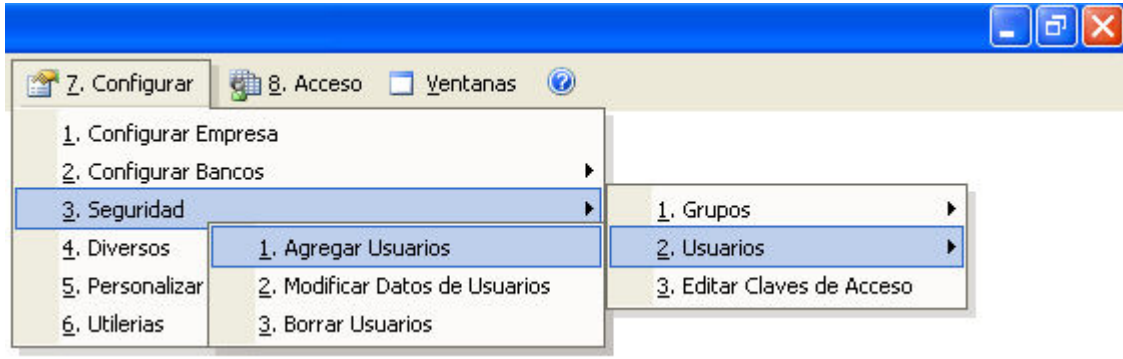 7. Configurar 8. Acceso Ventanas
1. Configurar Empresa
2. Configurar Bancos
3. Seguridad
4. Diversos
5. Personalizar
6. Utilerias
1. Grupos
2. Usuarios
3. Editar Claves de Acceso
1. Agregar Usuarios
2. Modificar Datos de Usuarios
3. Borrar Usuarios